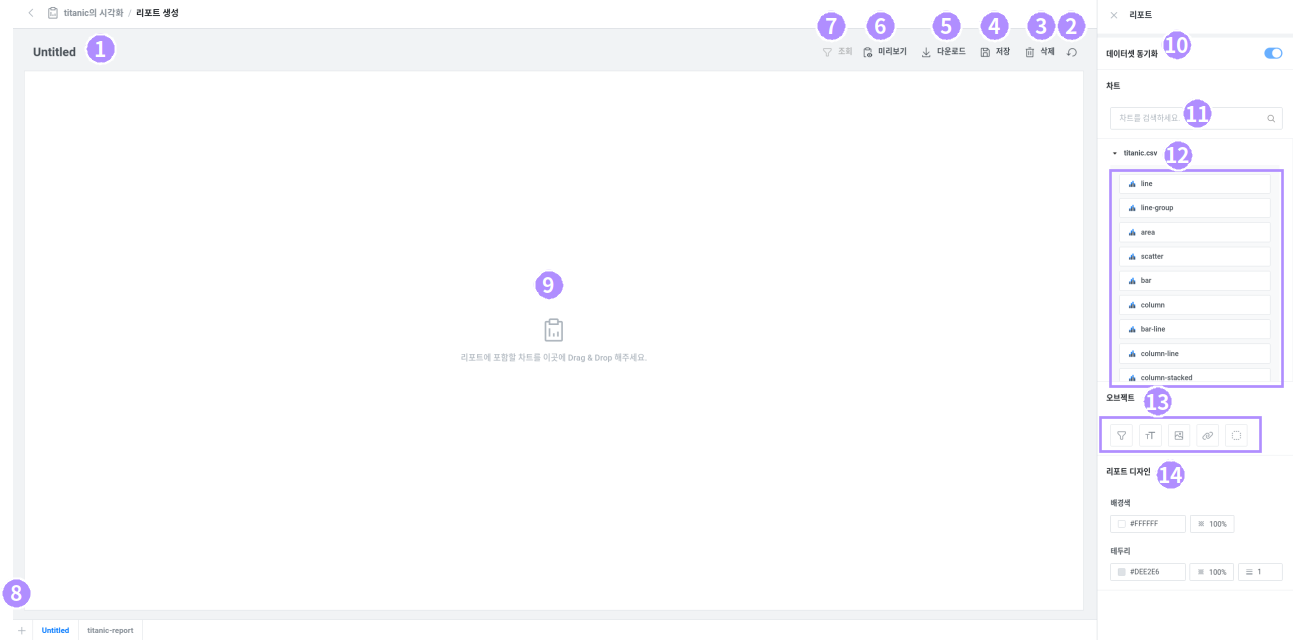 titanic의 시각화 / 리포트 생성
리포트
7 6 5 4 3 2
Untitled 1
조회 미리보기 다운로드 저장 삭제
데이터셋 동기화 10
차트
차트를 검색하세요. 11
titanic.csv 12
line
line-group
area
scatter
bar
column
bar-line
column-line
column-stacked
9
리포트에 포함할 차트를 이곳에 Drag & Drop 해주세요.
오브젝트 13
TT
리포트 디자인 14
배경색
#FFFFFF 100%
테두리
#DEE2E6 100% 1
8
+ Untitled titanic-report